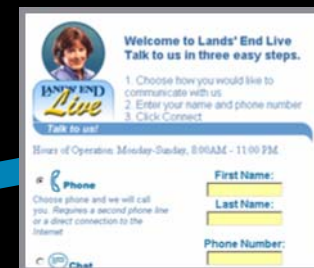 Welcome to Lands' End Live
Talk to us in three easy steps.
1. Choose how you would like to
communicate with us
2. Enter your name and phone number
3. Click Connect
LANDS' END
Live
Talk to us!
Hours of Operation: Monday-Sunday, 8:00AM - 11:00 PM
Phone
Choose phone and we will call
you. Requires a second phone line
or a direct connection to the
Internet
Chat
First Name:
Last Name:
Phone Number: